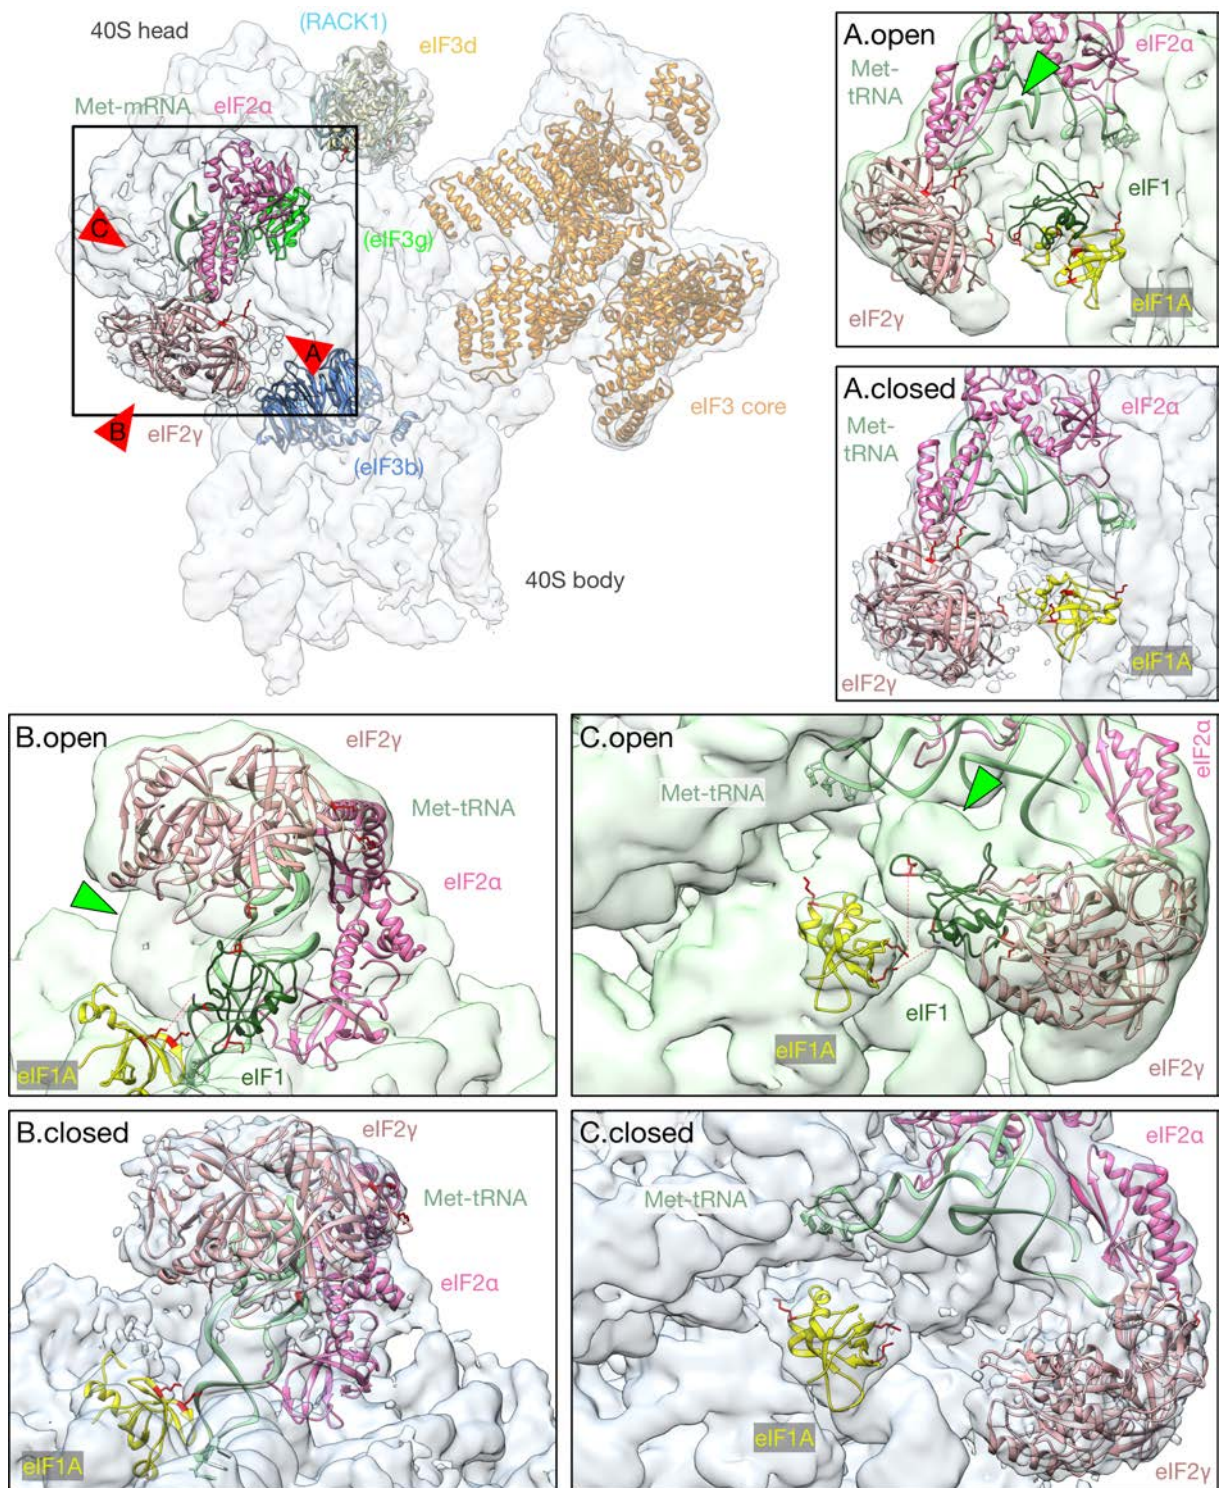 40S head
(RACK1)
eIF3d
Met-mRNA
eIF2α
C
(eIF3g)
A
B
eIF2γ
(eIF3b)
eIF3 core
40S body
A.open
eIF2α
Met-
tRNA
eIF1
eIF1A
eIF2γ
A.closed
eIF2α
Met-
tRNA
eIF1A
eIF2γ
B.open
eIF2γ
Met-tRNA
eIF2α
eIF1A
eIF1
C.open
eIF2α
Met-tRNA
eIF1
eIF1A
eIF2γ
B.closed
eIF2γ
Met-tRNA
eIF2α
eIF1A
C.closed
eIF2α
Met-tRNA
eIF1A
eIF2γ